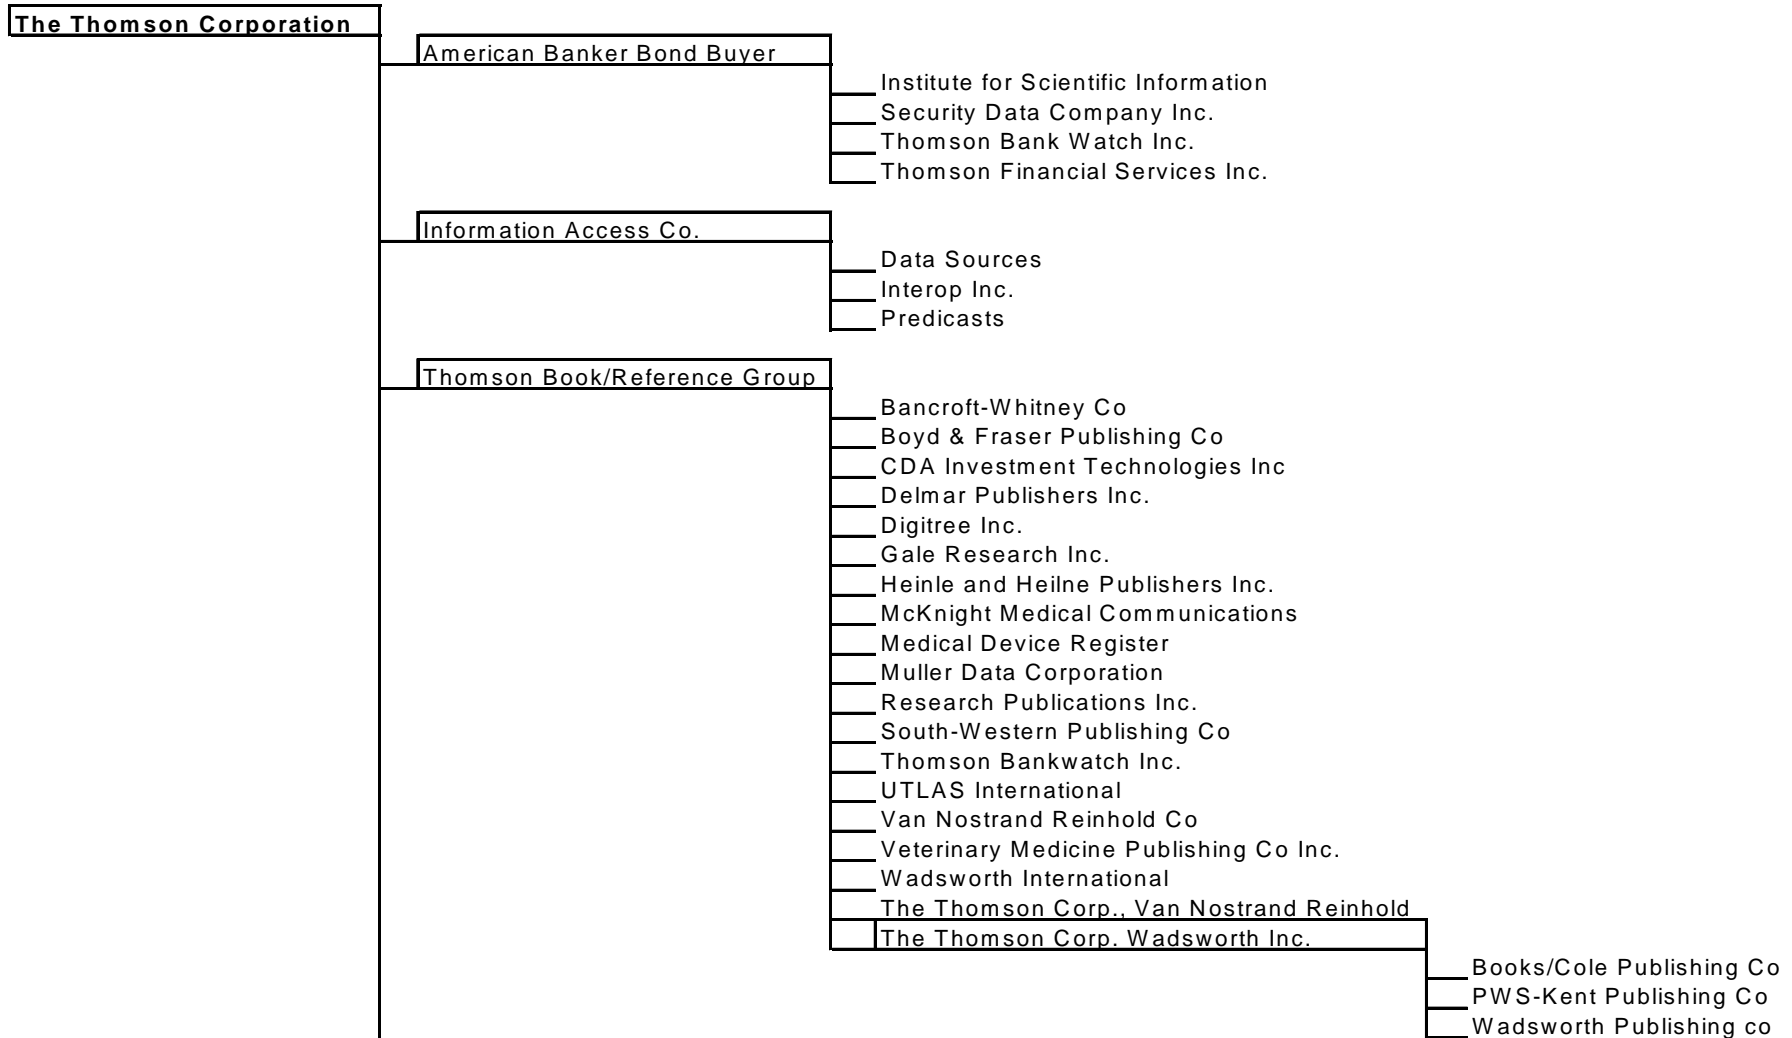 The Thomson Corporation
American Banker Bond Buyer
Institute for Scientific Information
Security Data Company Inc.
Thomson Bank Watch Inc.
Thomson Financial Services Inc.
Information Access Co.
Data Sources
Interop Inc.
Predicasts
Thomson Book/Reference Group
Bancroft-Whitney Co
Boyd & Fraser Publishing Co
CDA Investment Technologies Inc
Delmar Publishers Inc.
Digitree Inc.
Gale Research Inc.
Heinle and Heilne Publishers Inc.
McKnight Medical Communications
Medical Device Register
Muller Data Corporation
Research Publications Inc.
South-Western Publishing Co
Thomson Bankwatch Inc.
UTLAS International
Van Nostrand Reinhold Co
Veterinary Medicine Publishing Co Inc.
Wadsworth International
The Thomson Corp., Van Nostrand Reinhold
The Thomson Corp. Wadsworth Inc.
Books/Cole Publishing Co
PWS-Kent Publishing Co
Wadsworth Publishing co